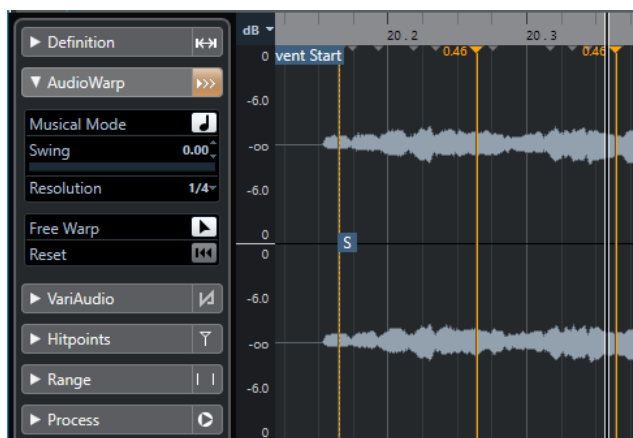 Definition
AudioWarp
Musical Mode
Swing 0.00
Resolution 1/4
Free Warp
Reset
VariAudio
Hitpoints
Range
Process
dB 20.2 20.3
0 vent Start 0.46 0.46
-6.0
-oo
-6.0
0
S
0
-6.0
-oo
-6.0
0